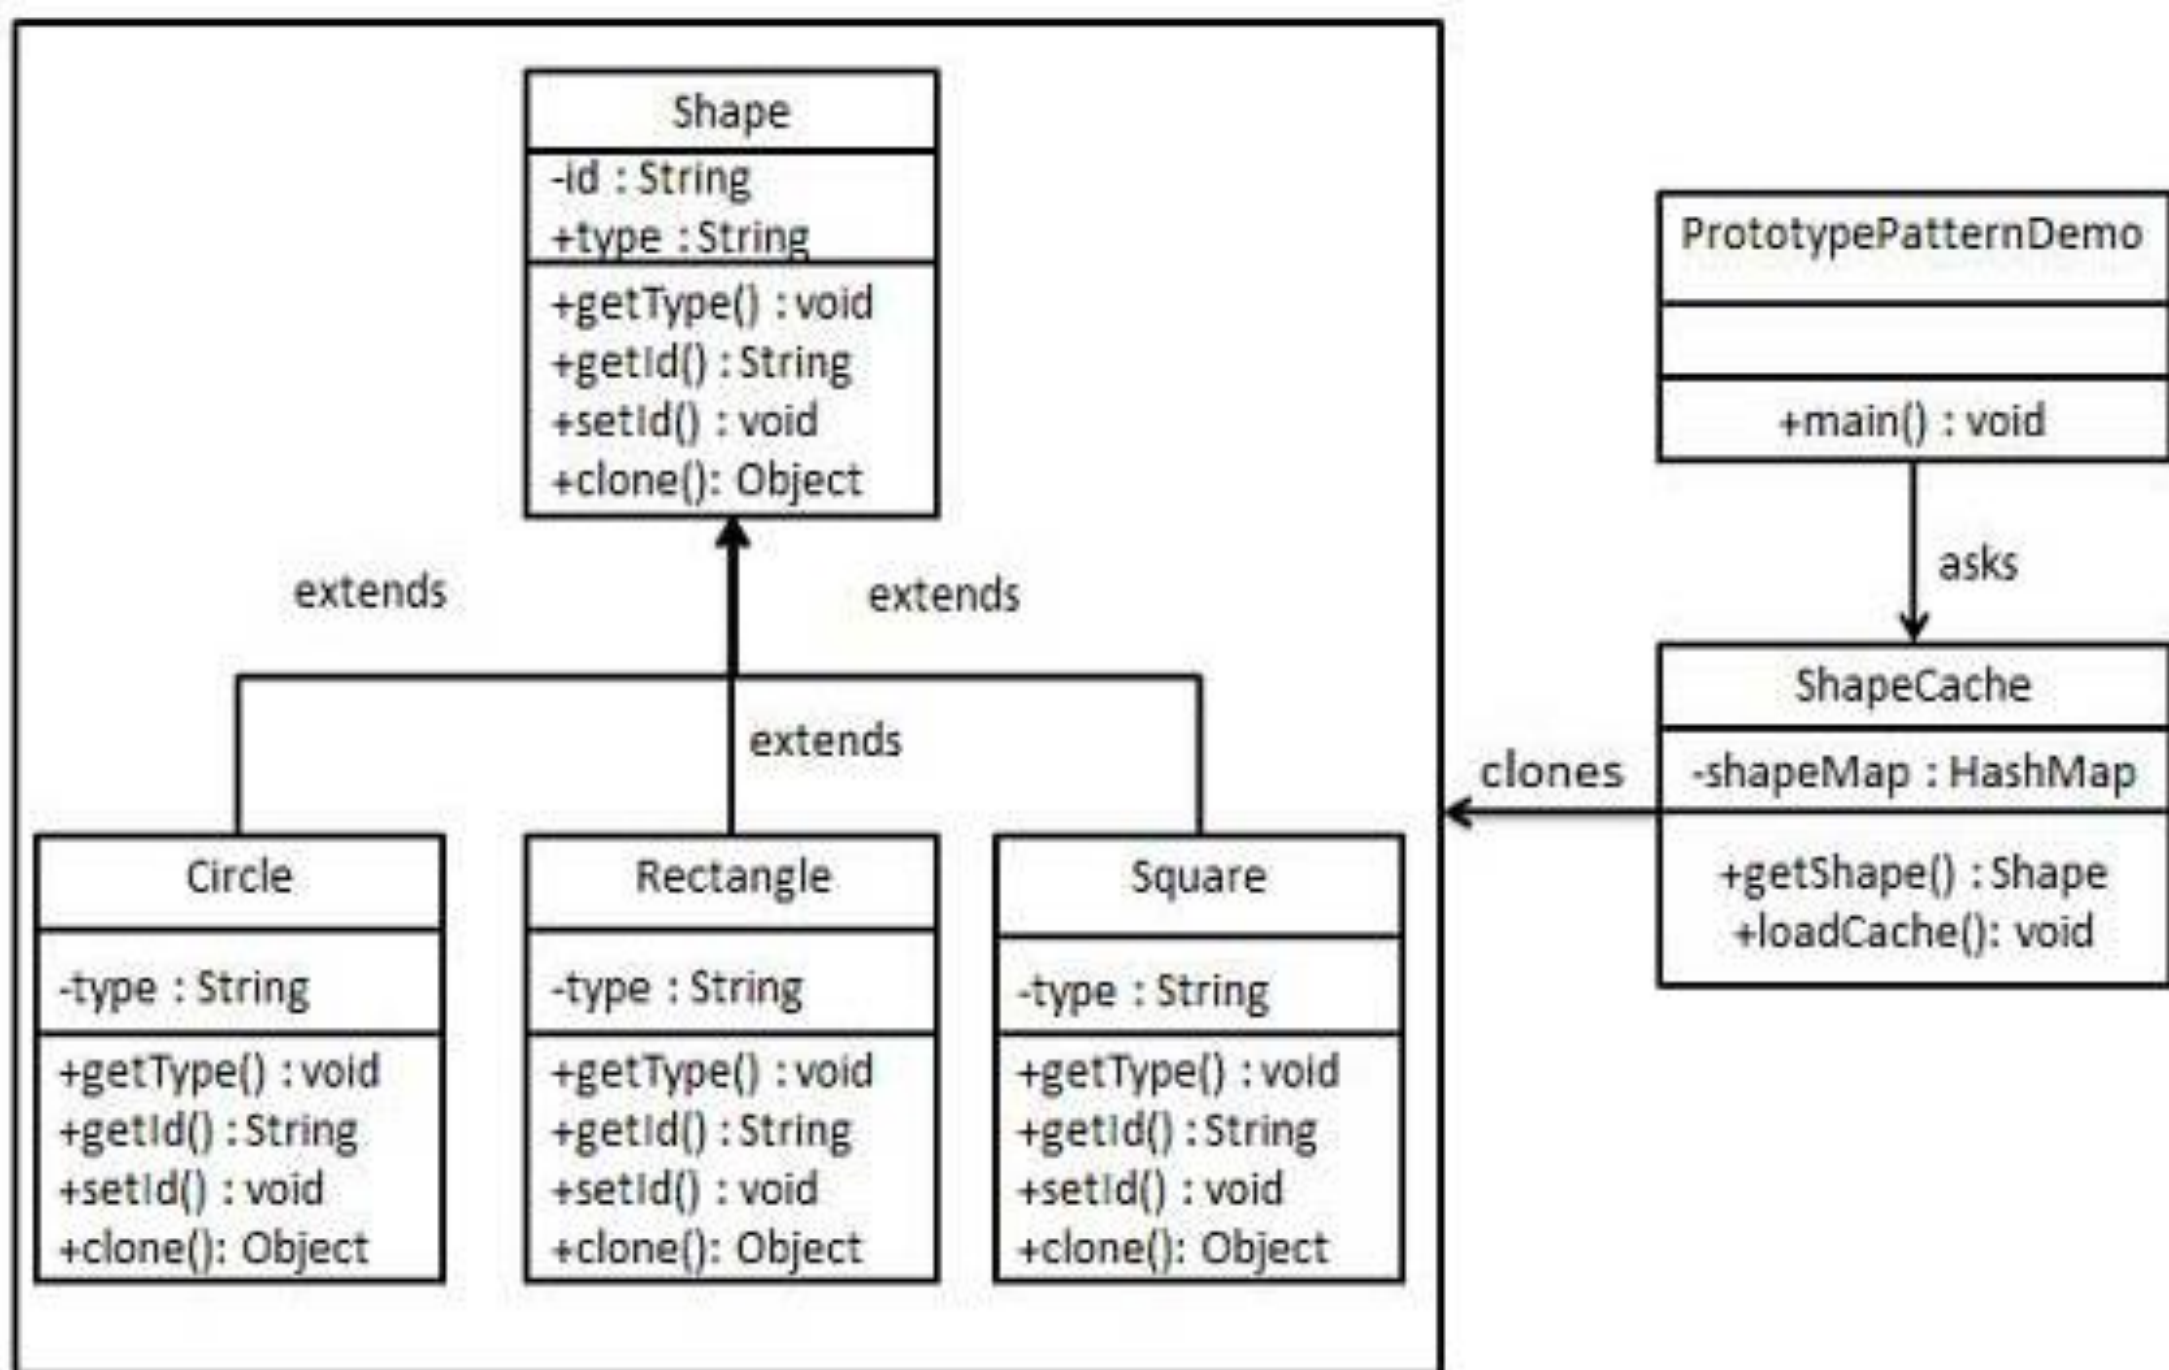 Shape
-id : String
+type : String
+getType() : void
+getId() : String
+setId() : void
+clone(): Object
PrototypePatternDemo
+main() : void
asks
extends
extends
extends
ShapeCache
-shapeMap : HashMap
+getShape() : Shape
+loadCache(): void
clones
Circle
-type : String
+getType() : void
+getId() : String
+setId() : void
+clone(): Object
Rectangle
-type : String
+getType() : void
+getId() : String
+setId() : void
+clone(): Object
Square
-type : String
+getType() : void
+getId() : String
+setId() : void
+clone(): Object